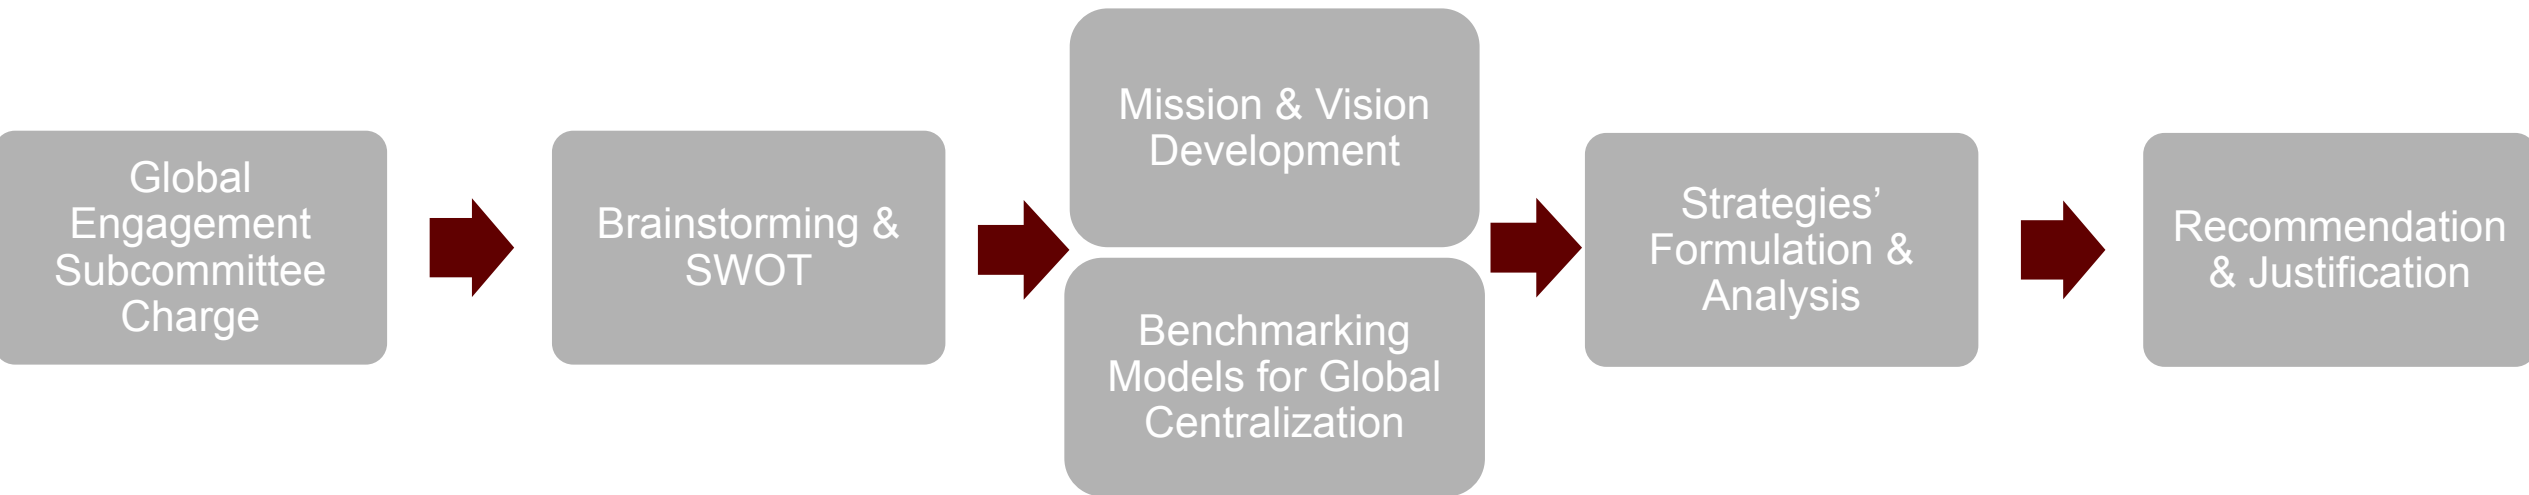 Global
Engagement
Subcommittee
Charge
Brainstorming &
SWOT
Mission & Vision
Development
Benchmarking
Models for Global
Centralization
Strategies’
Formulation &
Analysis
Recommendation
& Justification